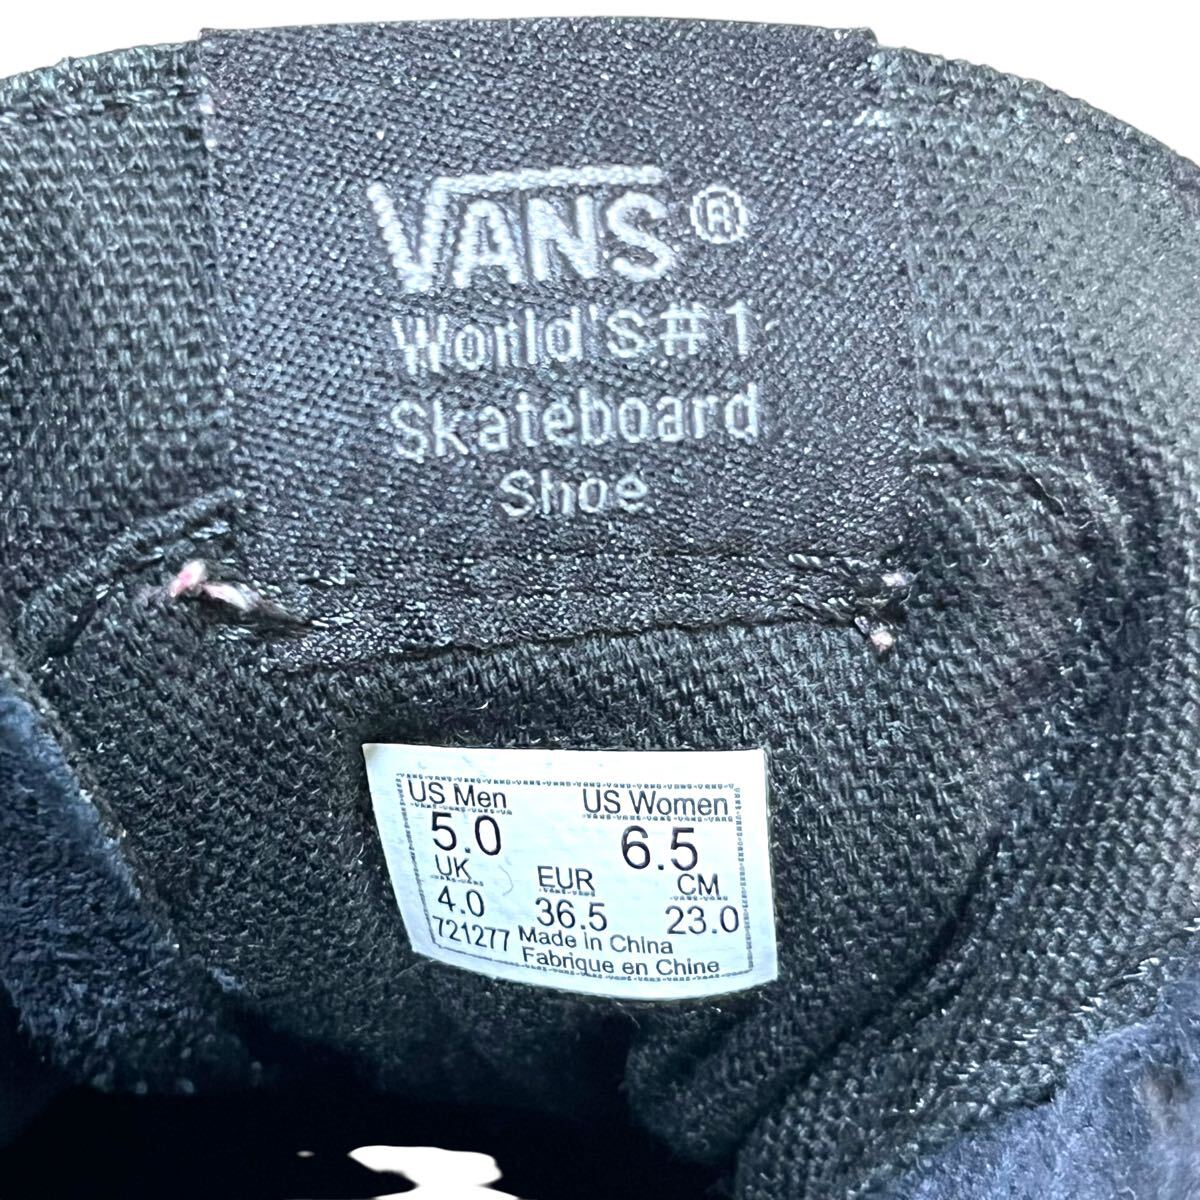 VANS®
World'S #1
Skateboard
Shoe
US Men US Women
5.0 6.5
UK EUR CM
4.0 36.5 23.0
721277 Made in China
Fabrique en Chine